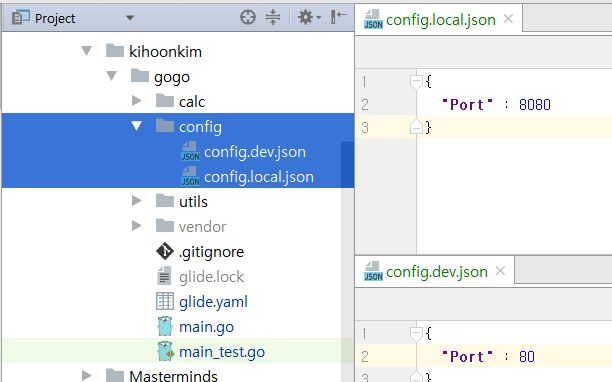 Project
kihoonkim
gogo
calc
config
config.dev.json
config.local.json
utils
vendor
.gitignore
glide.lock
glide.yaml
main.go
main_test.go
Masterminds
config.local.json
1 {
2 "Port" : 8080
3 }
config.dev.json
1 {
2 "Port" : 80
3 }